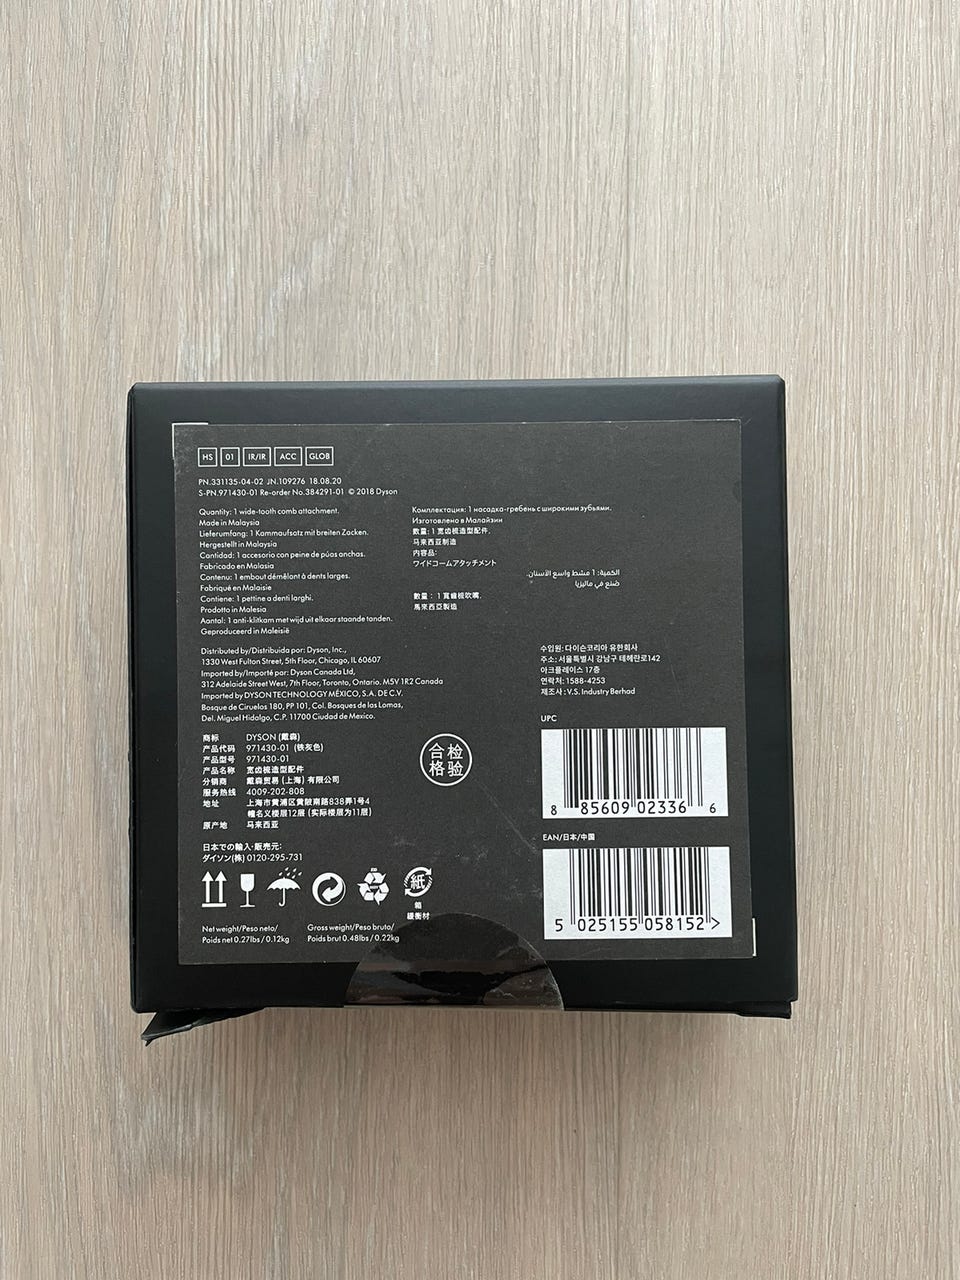 HS 01 IR/IR ACC GLOB
PN.331135-04-02 JN.109276 18.08.20
S-PN.971430-01 Re-order No.384291-01 © 2018 Dyson
Quantity: 1 wide-tooth comb attachment.
Made in Malaysia
Lieferumfang: 1 Kammaufsatz mit breiten Zacken.
Hergestellt in Malaysia
Cantidad: 1 accesorio con peine de púas anchas.
Fabricado en Malasia
Contenu: 1 embout démêlant à dents larges.
Fabriqué en Malaisie
Contiene: 1 pettine a denti larghi.
Prodotto in Malesia
Aantal: 1 anti-klitkam met wijd uit elkaar staande tanden.
Geproduceerd in Maleisië
Комплектация: 1 насадка-гребень с широкими зубьями.
Изготовлено в Малайзии
数量: 1 宽齿梳造型配件.
马来西亚制造
内容品:
ワイドコームアタッチメント
數量: 1 寬齒梳吹嘴.
馬來西亞製造
الكمية: 1 مشط واسع الأسنان.
صنع في ماليزيا
Distributed by/Distribuida por: Dyson, Inc.,
1330 West Fulton Street, 5th Floor, Chicago, IL 60607
Imported by/Importé par: Dyson Canada Ltd,
312 Adelaide Street West, 7th Floor, Toronto, Ontario. M5V 1R2 Canada
Imported by DYSON TECHNOLOGY MÉXICO, S.A. DE C.V.
Bosque de Ciruelos 180, PP 101, Col. Bosques de las Lomas,
Del. Miguel Hidalgo, C.P. 11700 Ciudad de Mexico.
수입원: 다이슨코리아 유한회사
주소: 서울특별시 강남구 테헤란로142
아크플레이스 17층
연락처: 1588-4253
제조사: V.S. Industry Berhad
商标 DYSON (戴森)
产品代码 971430-01 (铁灰色)
产品型号 971430-01
产品名称 宽齿梳造型配件
分销商 戴森贸易 (上海) 有限公司
服务热线 4009-202-808
地址 上海市黄浦区黄陂南路838弄1号4
幢名义楼层12层 (实际楼层为11层)
原产地 马来西亚
合检
格验
日本での輸入・販売元:
ダイソン(株) 0120-295-731
紙
箱
緩衝材
Net weight/Peso neto/
Poids net 0.27lbs / 0.12kg
Gross weight/Peso bruto/
Poids brut 0.48lbs / 0.22kg
UPC
8 85609 02336 6
EAN/日本/中国
5 025155 058152 >